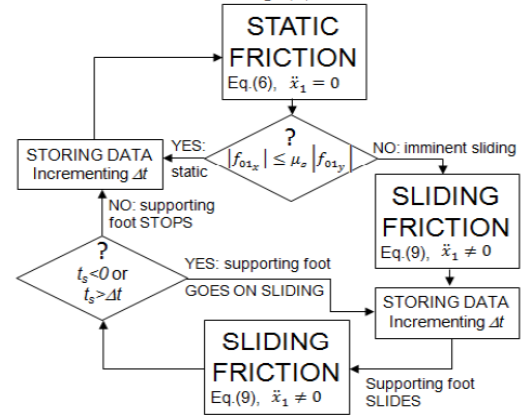 STATIC
FRICTION
Eq.(6), ẍ₁ = 0
?
|f₀₁ₓ| ≤ μₛ |f₀₁ᵧ|
YES:
static
NO: imminent sliding
STORING DATA
Incrementing Δt
SLIDING
FRICTION
Eq.(9), ẍ₁ ≠ 0
NO: supporting
foot STOPS
?
tₛ<0 or
tₛ>Δt
YES: supporting foot
GOES ON SLIDING
STORING DATA
Incrementing Δt
SLIDING
FRICTION
Eq.(9), ẍ₁ ≠ 0
Supporting foot
SLIDES